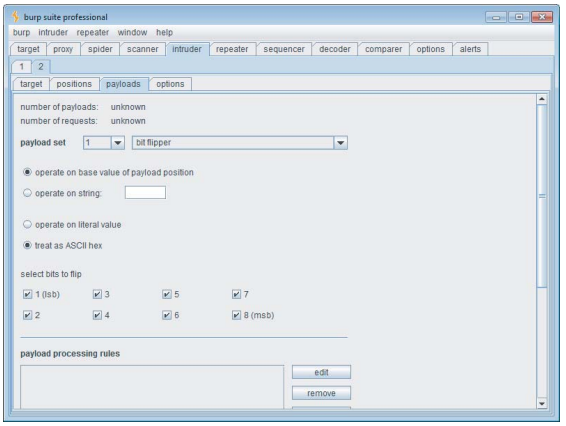 burp suite professional
burp intruder repeater window help
target proxy spider scanner intruder repeater sequencer decoder comparer options alerts
1 2
target positions payloads options
number of payloads: unknown
number of requests: unknown
payload set 1 bit flipper
operate on base value of payload position
operate on string:
operate on literal value
treat as ASCII hex
select bits to flip
1 (lsb) 3 5 7
2 4 6 8 (msb)
payload processing rules
edit
remove